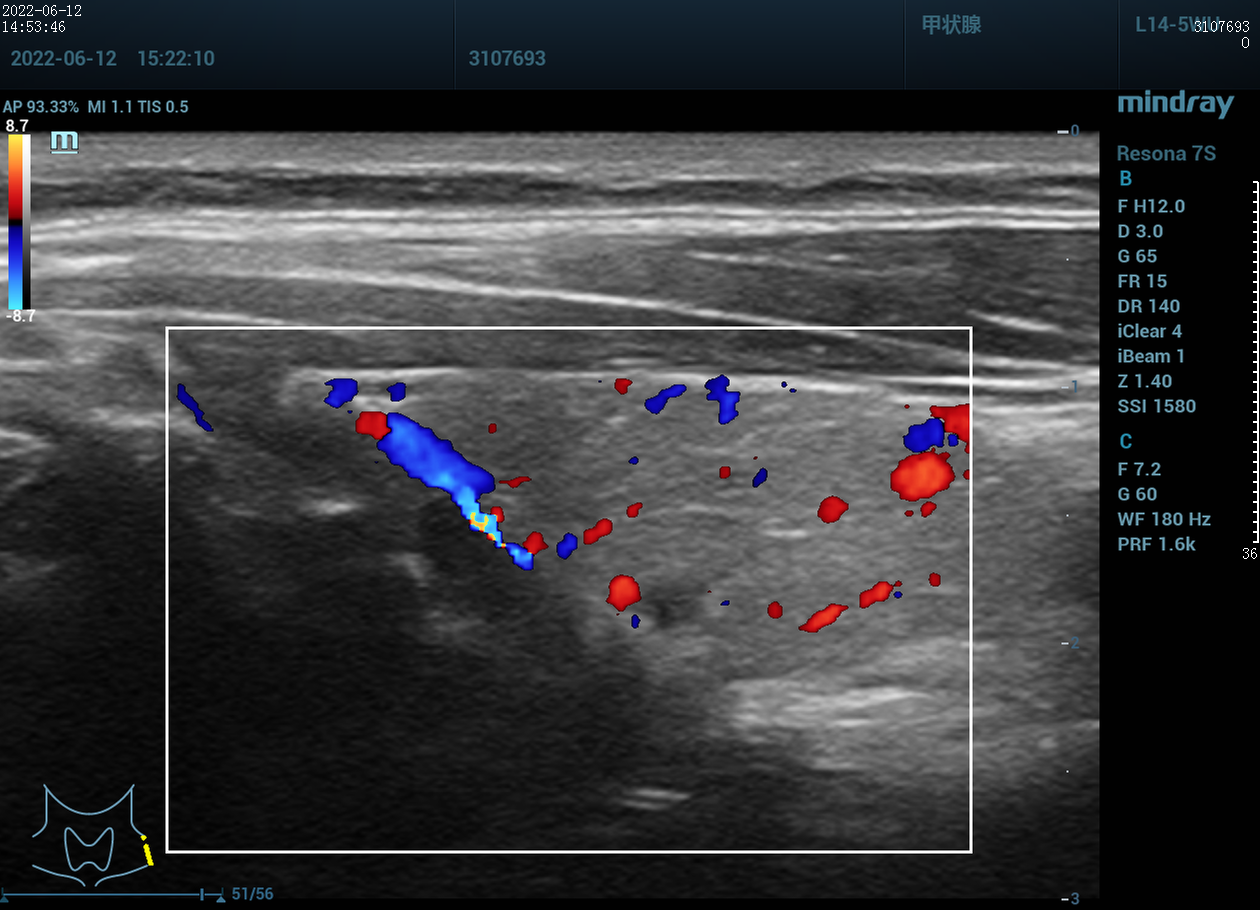 2022-06-12
14:53:46
2022-06-12 15:22:10
3107693
甲状腺
3107693
0
AP 93.33% MI 1.1 TIS 0.5
8.7
-8.7
m
0
1
2
3
mindray
Resona 7S
B
F H12.0
D 3.0
G 65
FR 15
DR 140
iClear 4
iBeam 1
Z 1.40
SSI 1580
C
F 7.2
G 60
WF 180 Hz
PRF 1.6k
36
51/56